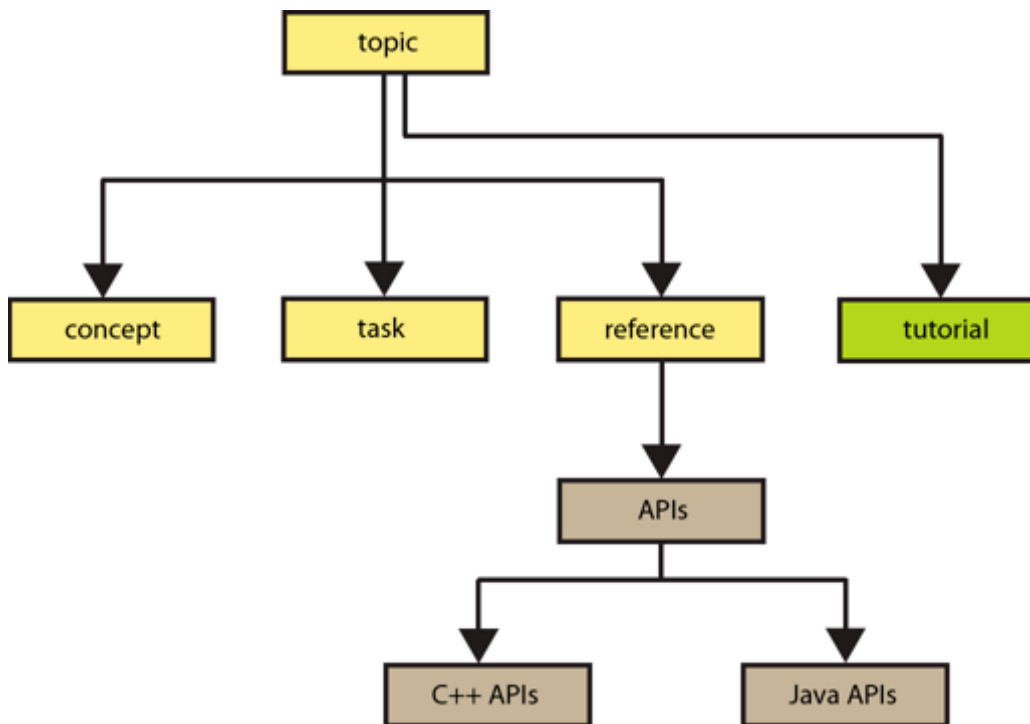 topic
concept
task
reference
tutorial
APIs
C++ APIs
Java APIs